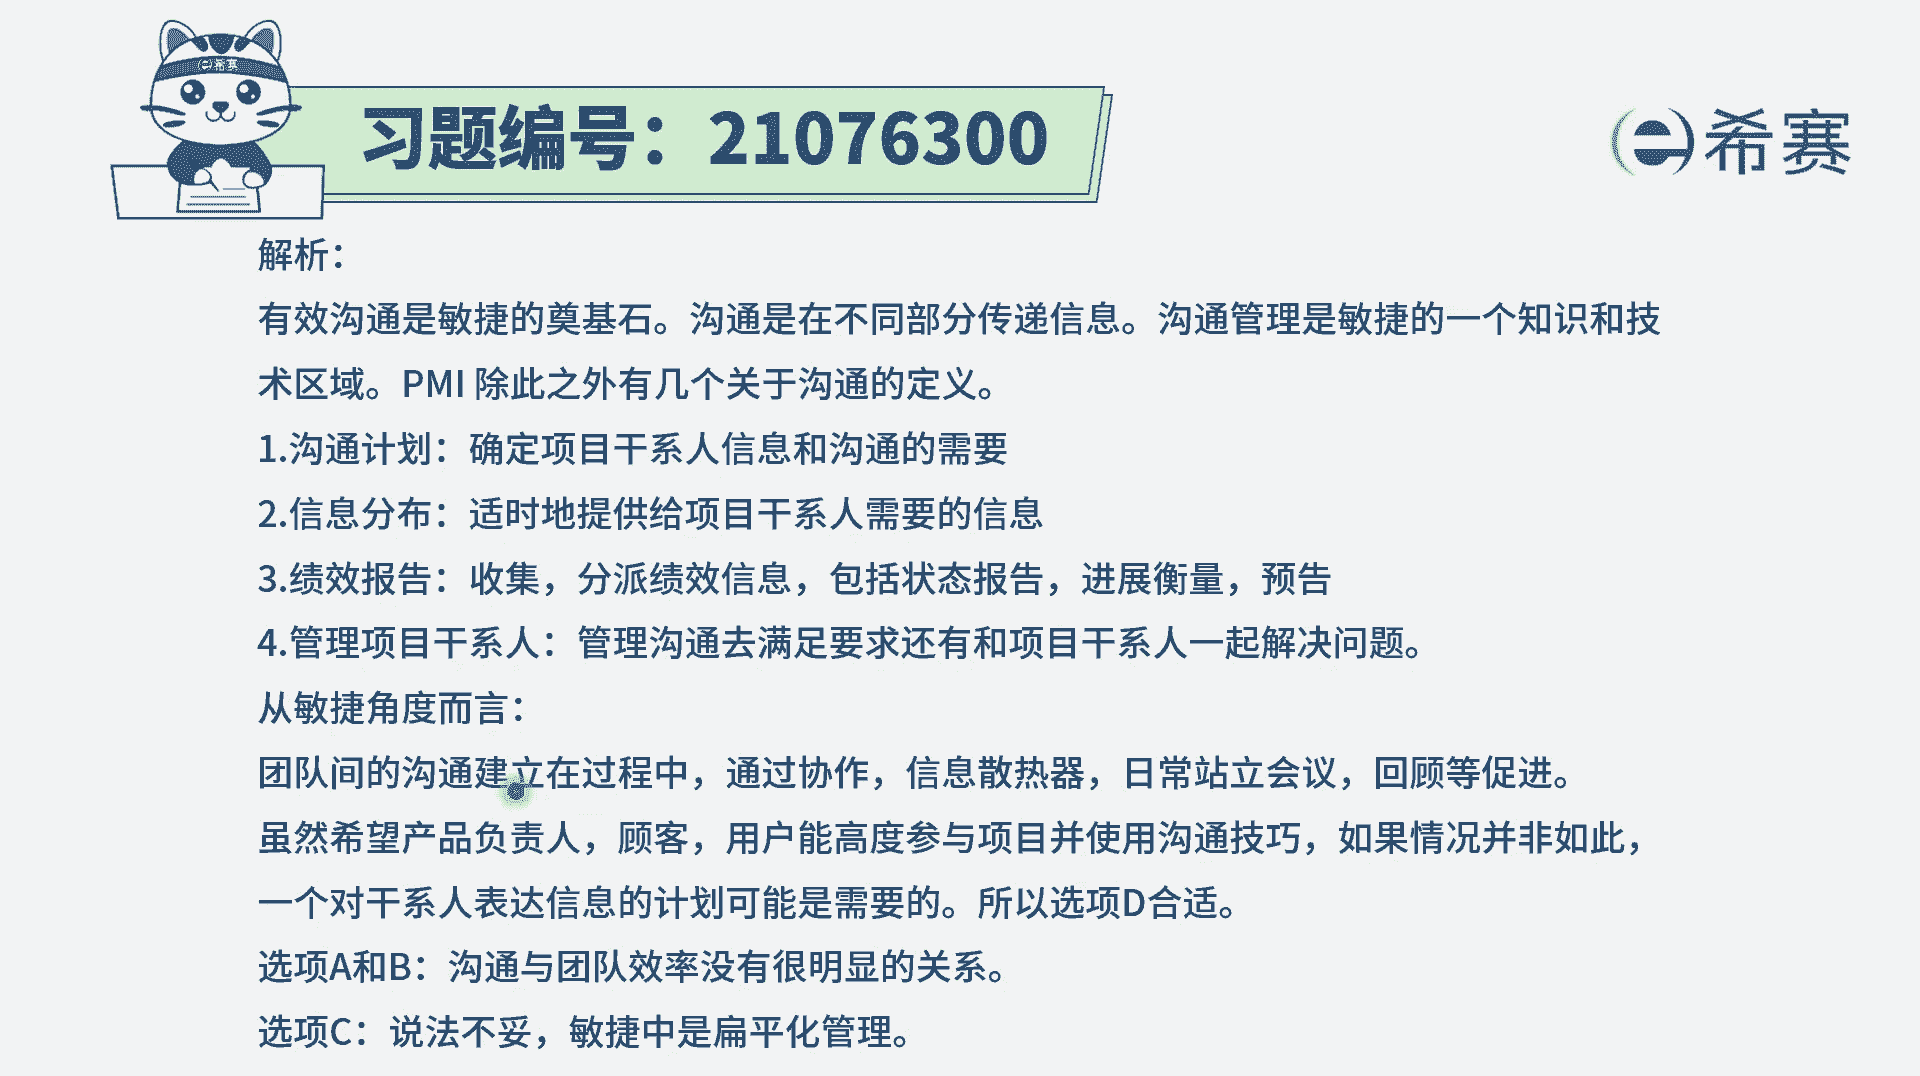 e希赛
习题编号：21076300
e希赛
解析：
有效沟通是敏捷的奠基石。沟通是在不同部分传递信息。沟通管理是敏捷的一个知识和技
术区域。PMI 除此之外有几个关于沟通的定义。
1.沟通计划：确定项目干系人信息和沟通的需要
2.信息分布：适时地提供给项目干系人需要的信息
3.绩效报告：收集，分派绩效信息，包括状态报告，进展衡量，预告
4.管理项目干系人：管理沟通去满足要求还有和项目干系人一起解决问题。
从敏捷角度而言：
团队间的沟通建立在过程中，通过协作，信息散热器，日常站立会议，回顾等促进。
虽然希望产品负责人，顾客，用户能高度参与项目并使用沟通技巧，如果情况并非如此，
一个对干系人表达信息的计划可能是需要的。所以选项D合适。
选项A和B：沟通与团队效率没有很明显的关系。
选项C：说法不妥，敏捷中是扁平化管理。